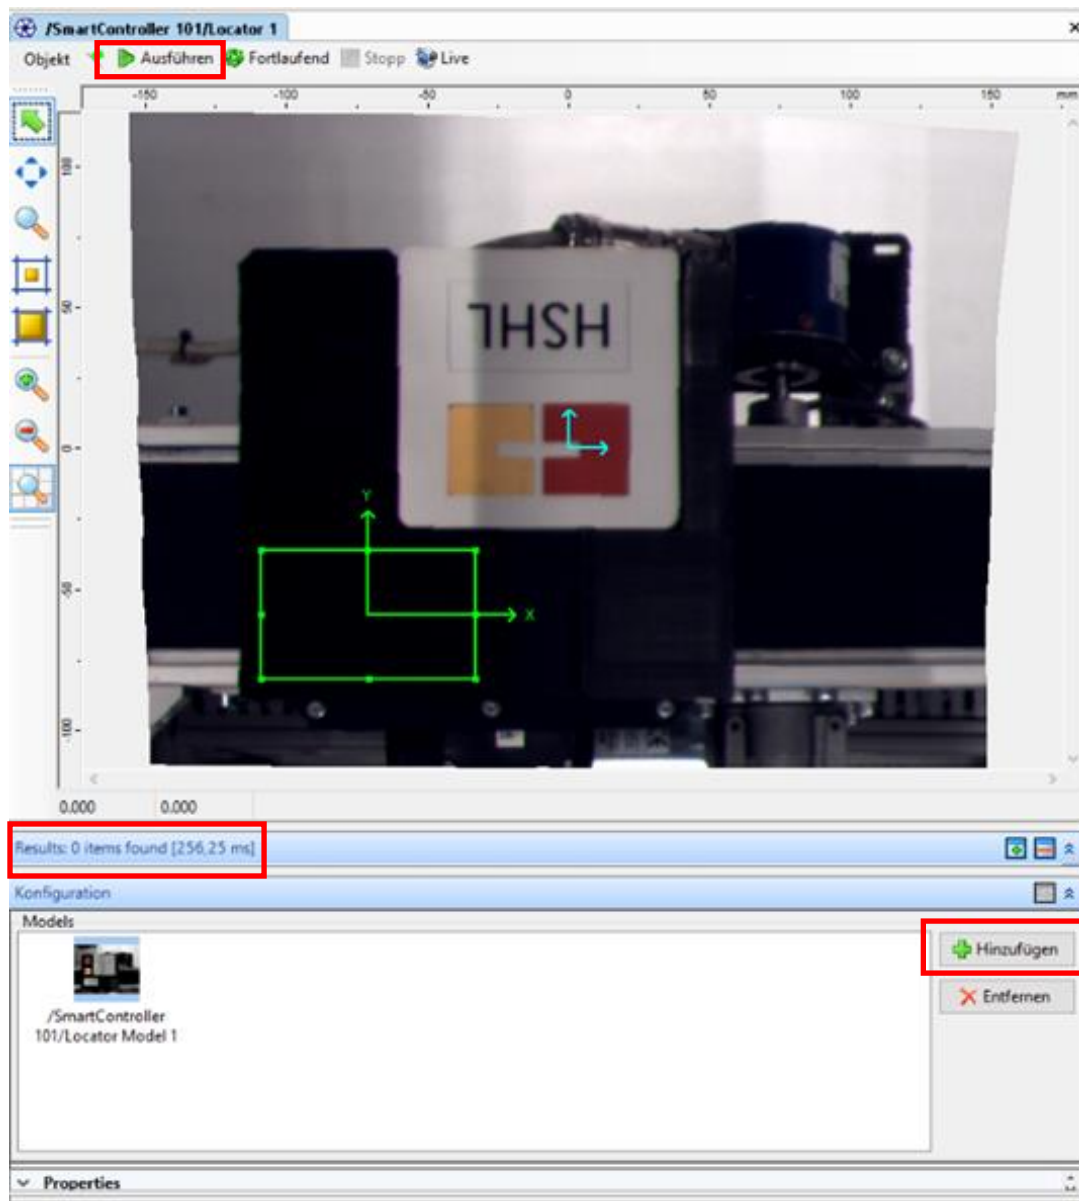 /SmartController 101/Locator 1
Objekt Ausführen Fortlaufend Stopp Live
-150 -100 -50 0 50 100 150 mm
100
50
0
-50
-100
HSHL
Y
X
0.000 0.000
Results: 0 items found [256,25 ms]
Konfiguration
Models
Hinzufügen
Entfernen
/SmartController
101/Locator Model 1
Properties